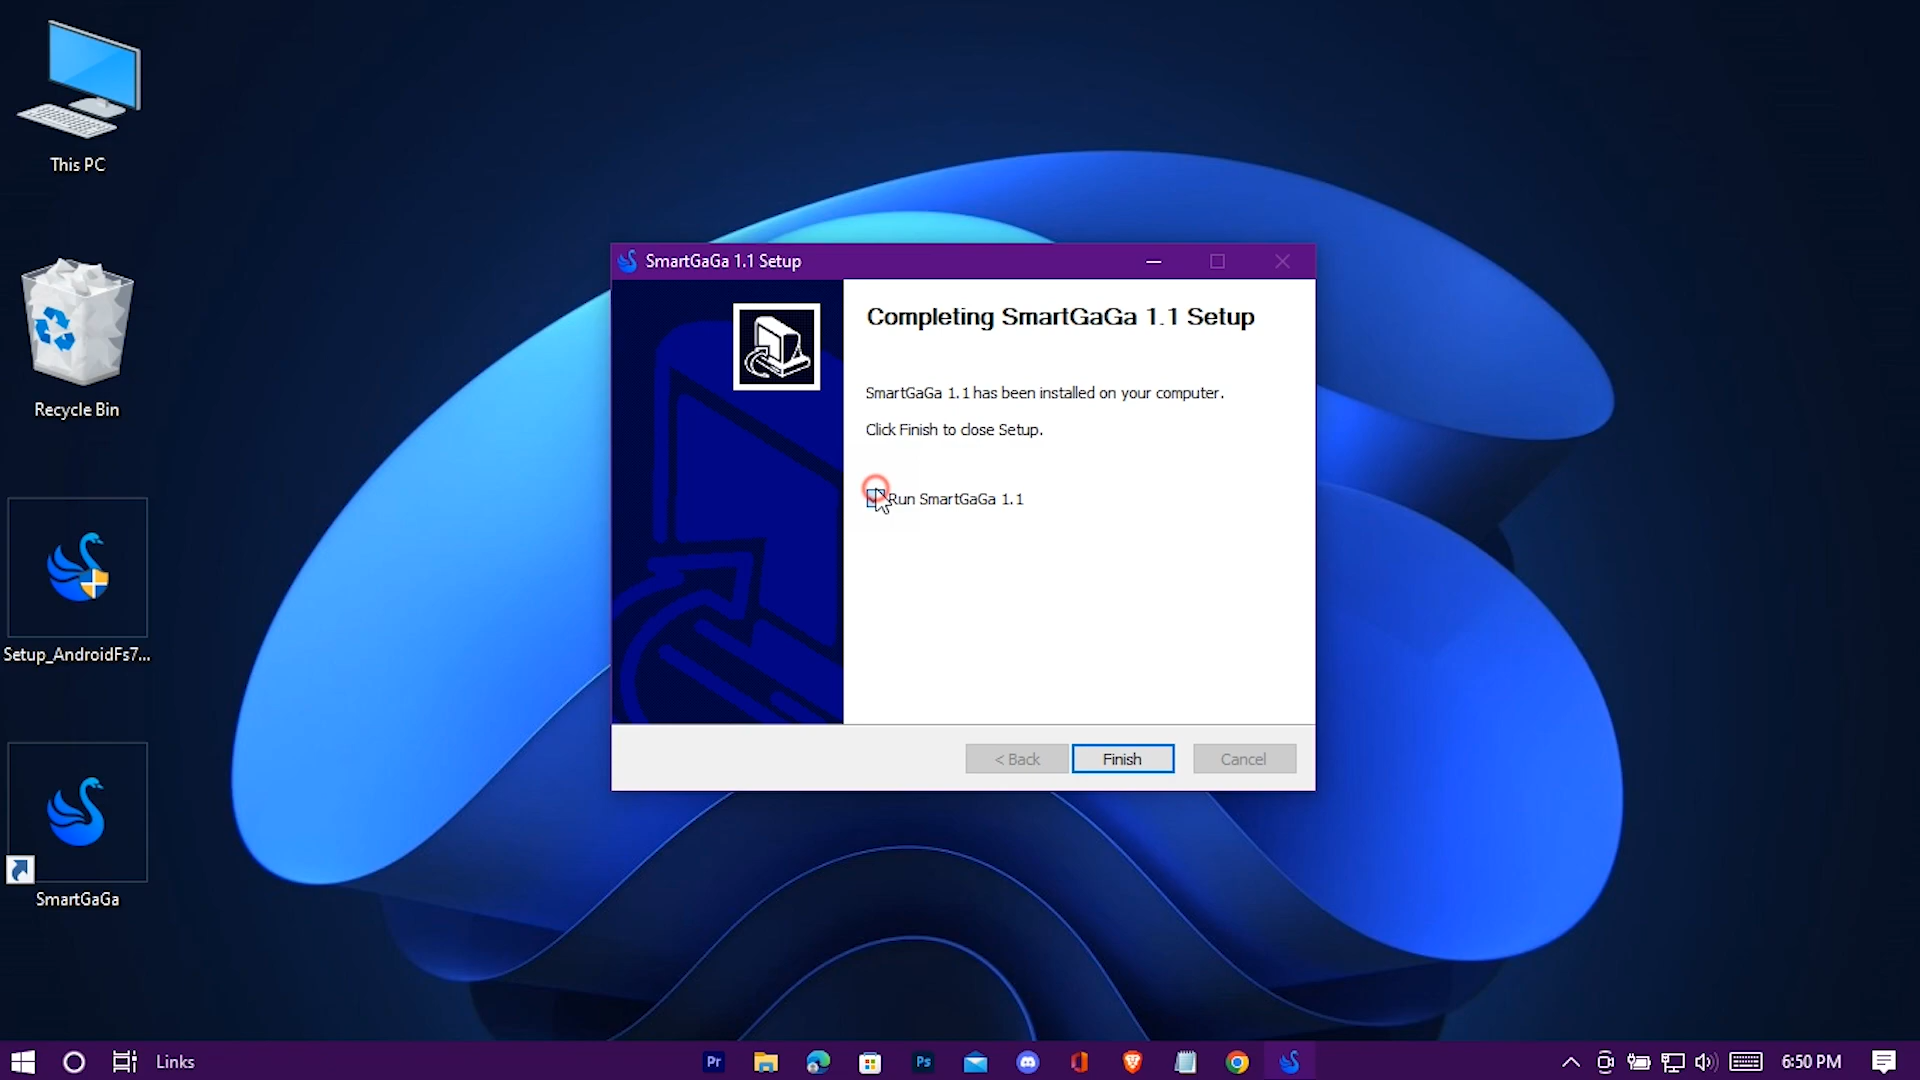 This PC
Recycle Bin
Setup_AndroidFs7...
SmartGaGa
SmartGaGa 1.1 Setup
Completing SmartGaGa 1.1 Setup
SmartGaGa 1.1 has been installed on your computer.
Click Finish to close Setup.
Run SmartGaGa 1.1
< Back
Finish
Cancel
Links
Pr
Ps
6:50 PM